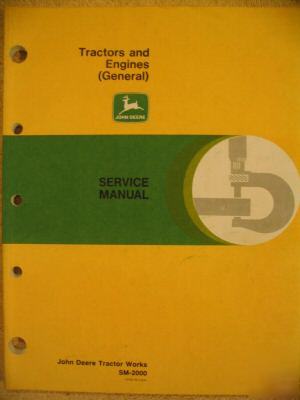 Tractors and
Engines
(General)
JOHN DEERE
SERVICE
MANUAL
John Deere Tractor Works
SM-2000